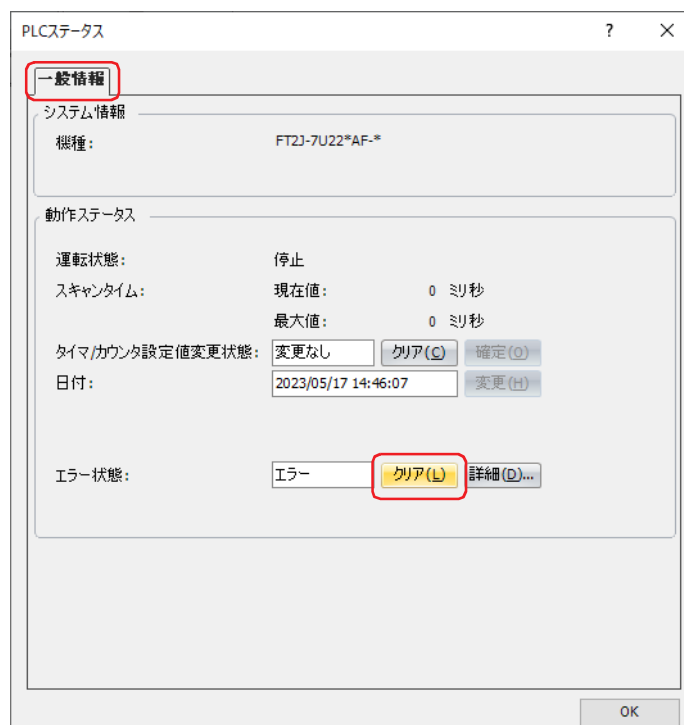 PLCステータス ? ×
一般情報
システム情報
機種: FT2J-7U22*AF-*
動作ステータス
運転状態: 停止
スキャンタイム: 現在値: 0 ミリ秒
最大値: 0 ミリ秒
タイマ/カウンタ設定値変更状態: 変更なし クリア(C) 確定(O)
日付: 2023/05/17 14:46:07 変更(H)
エラー状態: エラー クリア(L) 詳細(D)...
OK